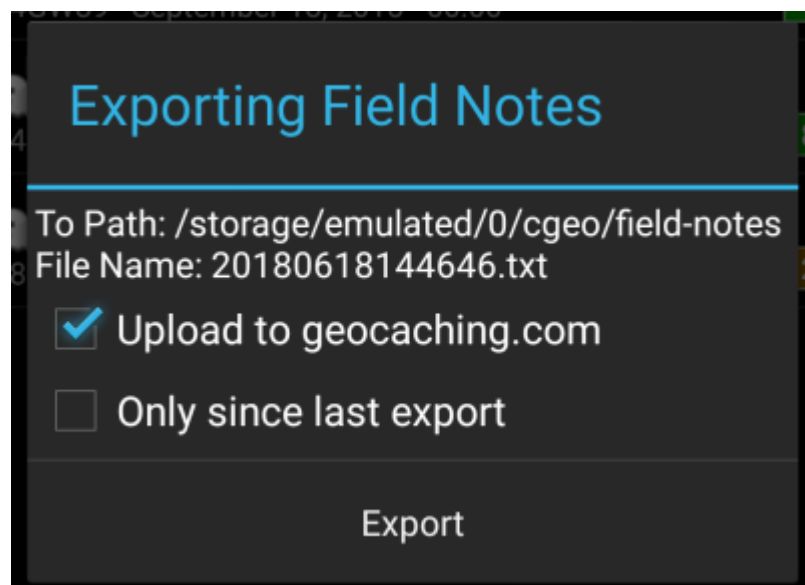 Exporting Field Notes
To Path: /storage/emulated/0/cgeo/field-notes
File Name: 20180618144646.txt
Upload to geocaching.com
Only since last export
Export